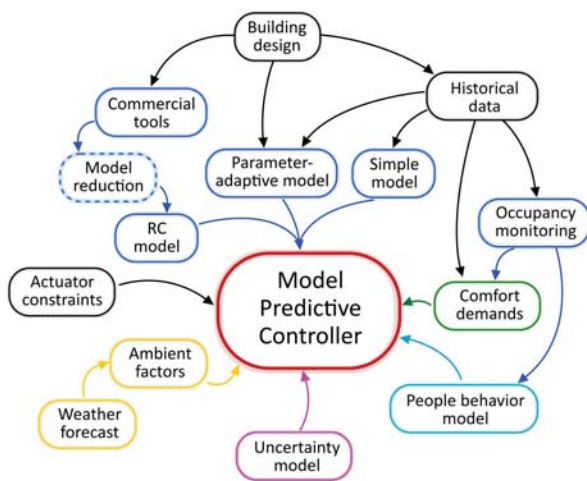 Building
design
Commercial
tools
Historical
data
Model
reduction
Parameter-
adaptive model
Simple
model
RC
model
Occupancy
monitoring
Actuator
constraints
Model
Predictive
Controller
Comfort
demands
Ambient
factors
Weather
forecast
People behavior
model
Uncertainty
model